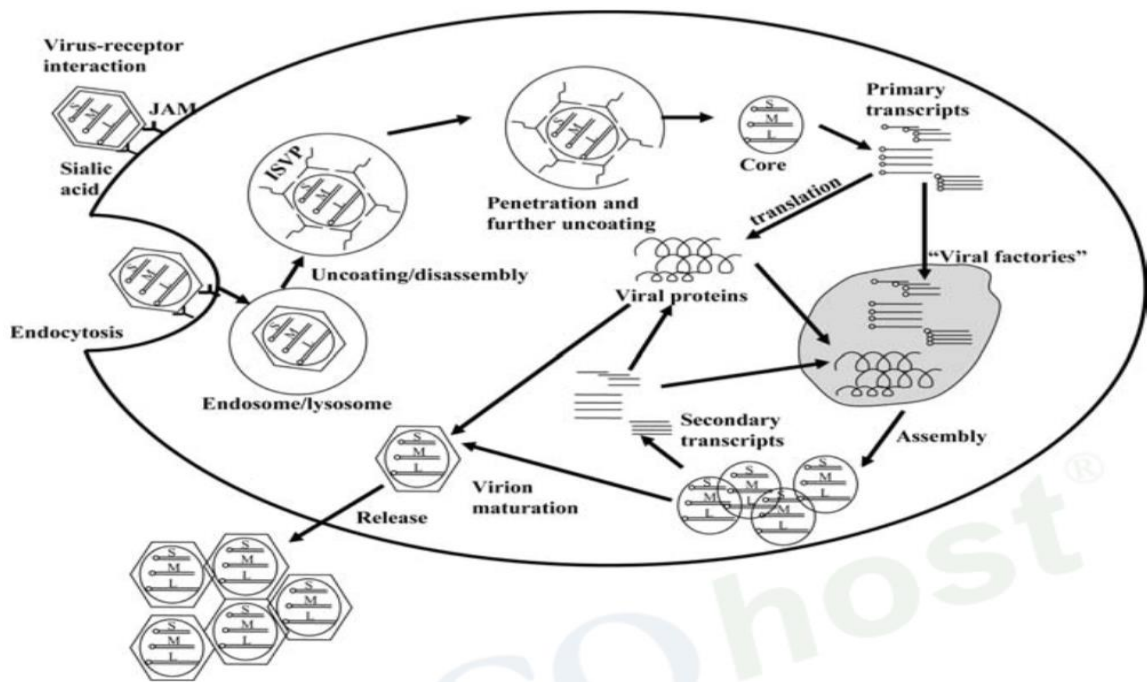 Virus-receptor
interaction
JAM
S
M
L
Sialic
acid
Endocytosis
S
M
L
Endosome/lysosome
S
M
L
Uncoating/disassembly
ISVP
S
M
L
Penetration and
further uncoating
S
M
L
Core
S
M
L
Primary
transcripts
translation
Viral proteins
"Viral factories"
Assembly
Secondary
transcripts
S
M
L
S
M
L
S
M
L
S
M
L
Virion
maturation
S
M
L
Release
S
M
L
S
M
L
S
M
L
S
M
L
S
M
L
host®